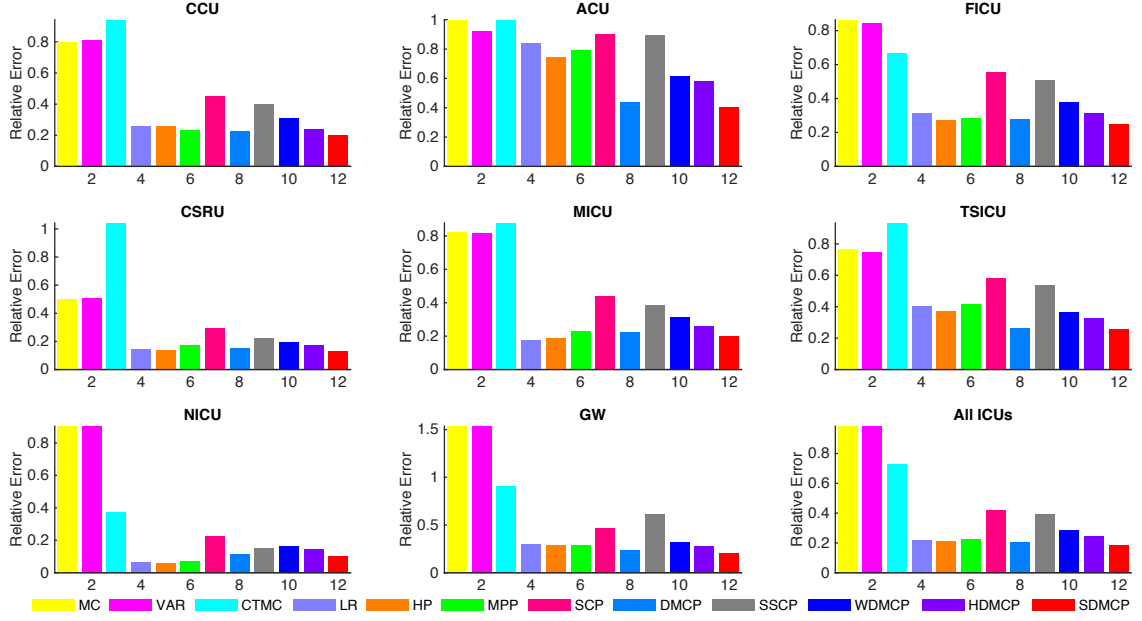 CCU
Relative Error
0.8
0.6
0.4
0.2
0
2 4 6 8 10 12
ACU
Relative Error
1
0.8
0.6
0.4
0.2
0
2 4 6 8 10 12
FICU
Relative Error
0.8
0.6
0.4
0.2
0
2 4 6 8 10 12
CSRU
Relative Error
1
0.8
0.6
0.4
0.2
0
2 4 6 8 10 12
MICU
Relative Error
0.8
0.6
0.4
0.2
0
2 4 6 8 10 12
TSICU
Relative Error
0.8
0.6
0.4
0.2
0
2 4 6 8 10 12
NICU
Relative Error
0.8
0.6
0.4
0.2
0
2 4 6 8 10 12
GW
Relative Error
1.5
1
0.5
0
2 4 6 8 10 12
All ICUs
Relative Error
0.8
0.6
0.4
0.2
0
2 4 6 8 10 12
MC VAR CTMC LR HP MPP SCP DMCP SSCP WDMCP HDMCP SDMCP